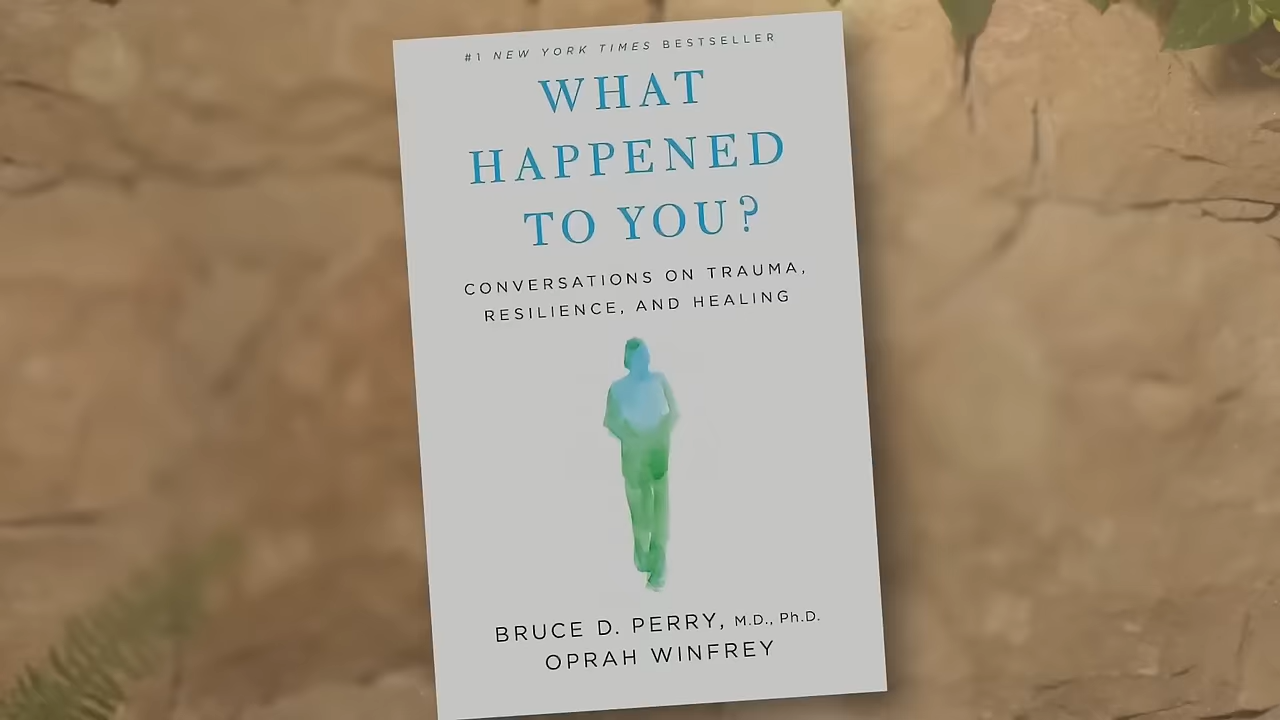 #1 NEW YORK TIMES BESTSELLER
WHAT
HAPPENED
TO YOU?
CONVERSATIONS ON TRAUMA,
RESILIENCE, AND HEALING
BRUCE D. PERRY, M.D., Ph.D.
OPRAH WINFREY